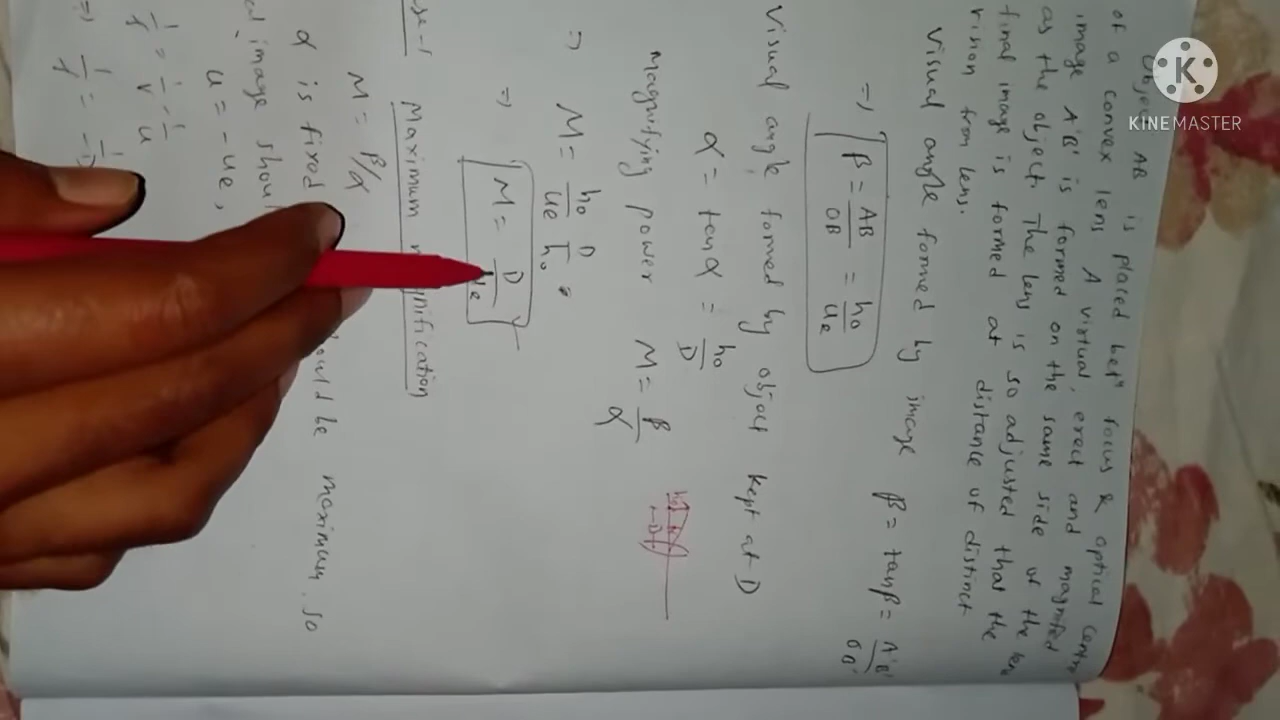 Object AB is placed betn focus & optical centre
of a convex lens A virtual, erect and magnified
image A'B' is formed on the same side of the lens
as the object. The lens is so adjusted that the
final image is formed at distance of distinct
vision from lens.
Visual angle formed by image β = tanβ = A'B'/OB'
⇒ β = AB/OB = ho/ue
Visual angle formed by object kept at D
α = tanα = ho/D
Magnifying power M = β/α
⇒ M = ho/ue D/ho
⇒ M = D/ue
Maximum magnification
M = β/α
α is fixed should be maximum. so
image
u = -ue,
1/f = 1/v - 1/u
⇒ 1/f =
ho
-D-
K
KINEMASTER